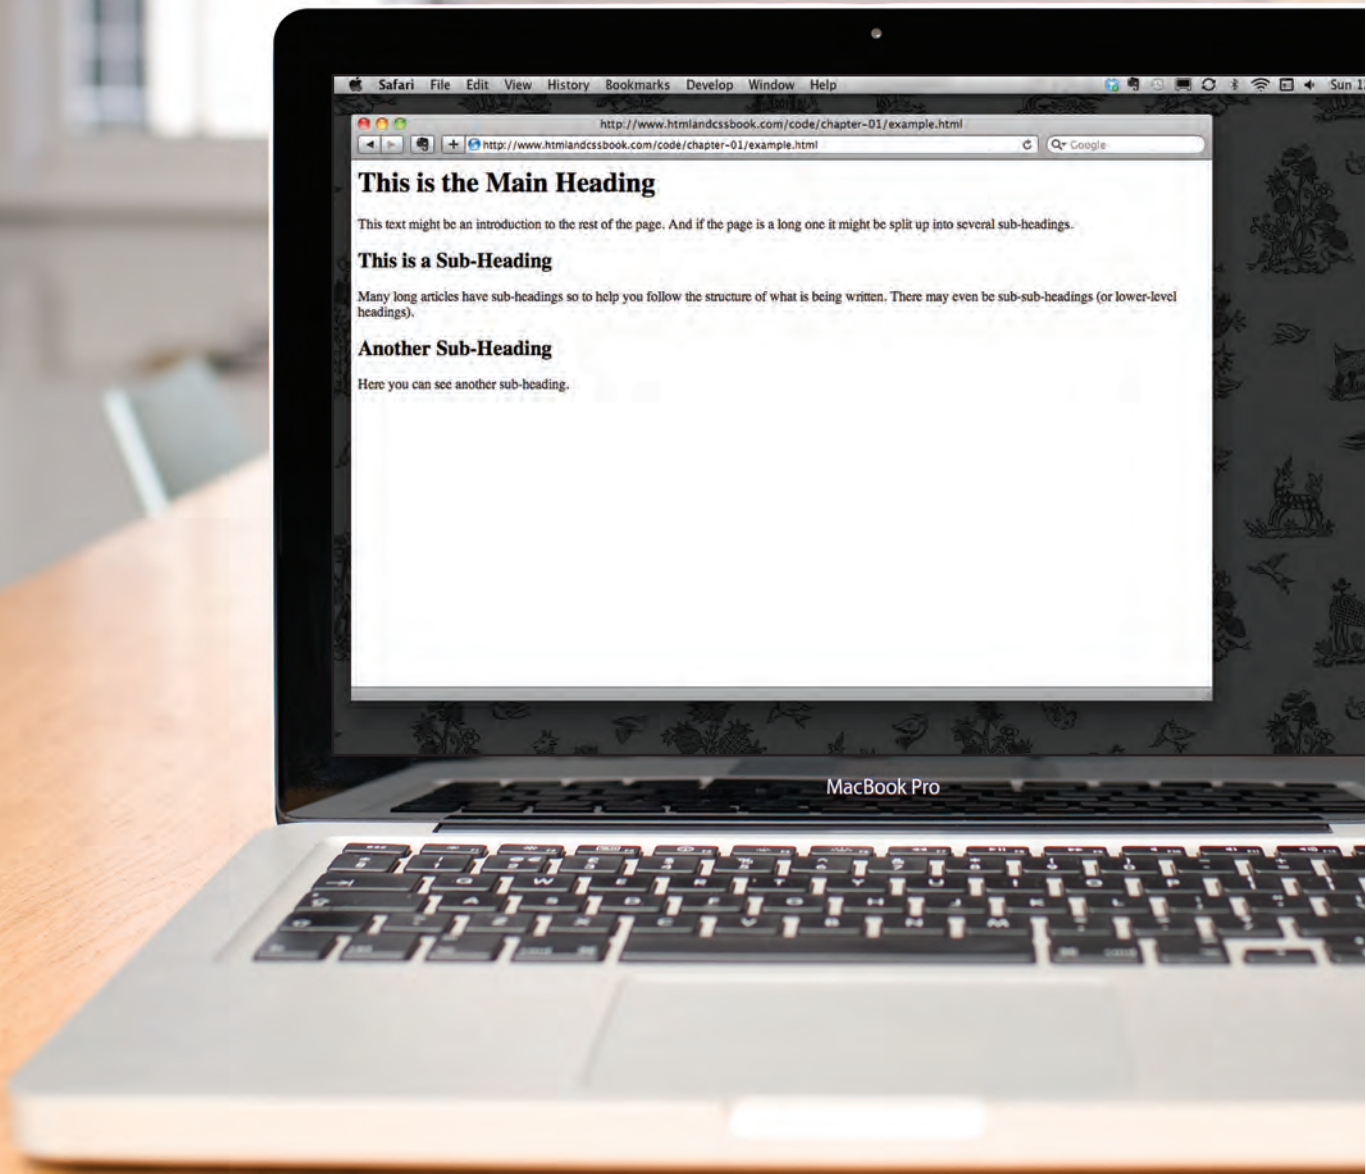 Safari File Edit View History Bookmarks Develop Window Help Sun 1
http://www.htmlandcssbook.com/code/chapter-01/example.html
http://www.htmlandcssbook.com/code/chapter-01/example.html Google
This is the Main Heading
This text might be an introduction to the rest of the page. And if the page is a long one it might be split up into several sub-headings.
This is a Sub-Heading
Many long articles have sub-headings so to help you follow the structure of what is being written. There may even be sub-sub-headings (or lower-level
headings).
Another Sub-Heading
Here you can see another sub-heading.
MacBook Pro
Q W E R T Y U I O P
A S D F G H J K L
Z X C V B N M